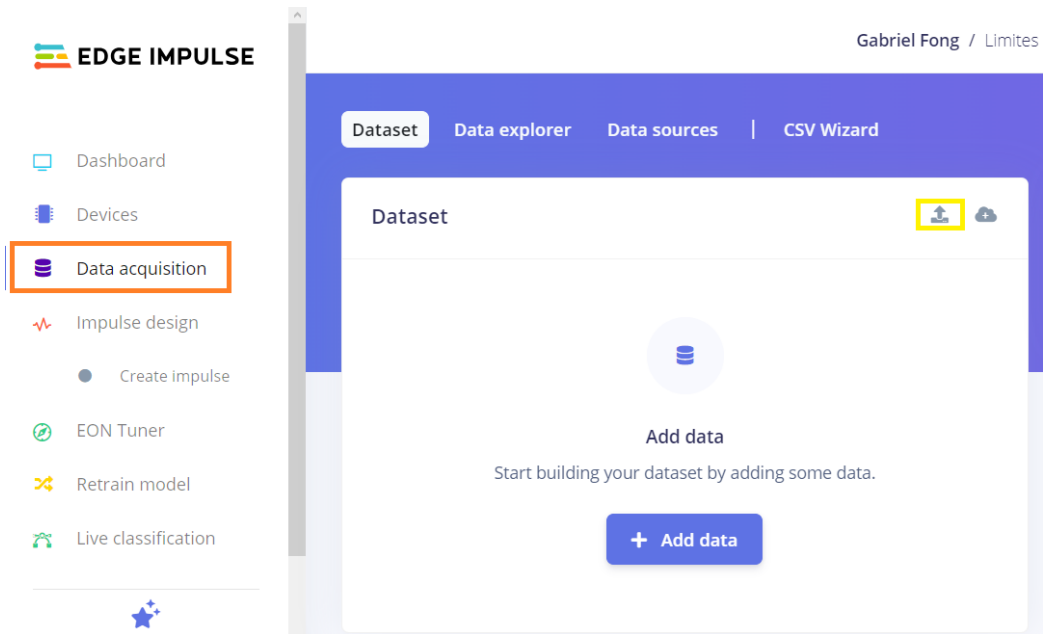 EDGE IMPULSE
Gabriel Fong / Limites
Dashboard
Devices
Data acquisition
Impulse design
Create impulse
EON Tuner
Retrain model
Live classification
Dataset
Data explorer
Data sources
|
CSV Wizard
Dataset
Add data
Start building your dataset by adding some data.
+ Add data